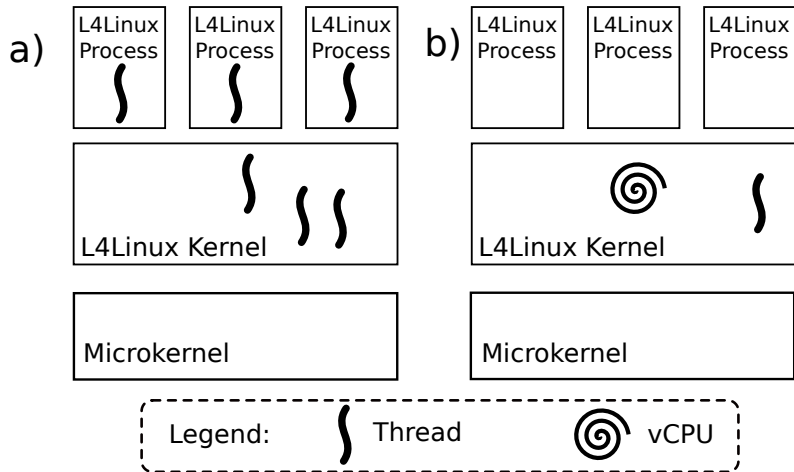 a)
L4Linux
Process
L4Linux
Process
L4Linux
Process
L4Linux Kernel
Microkernel
b)
L4Linux
Process
L4Linux
Process
L4Linux
Process
L4Linux Kernel
Microkernel
Legend: Thread vCPU